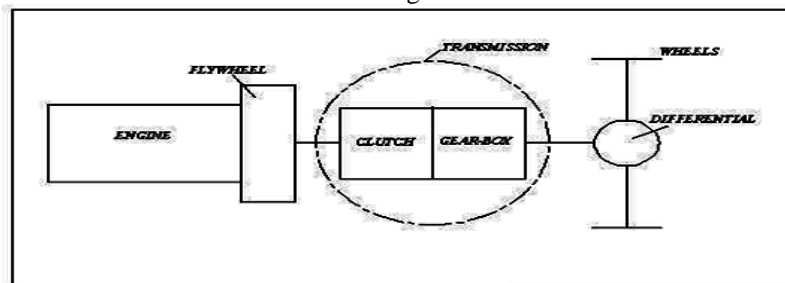 TRANSMISSION
WHEELS
FLYWHEEL
DIFFERENTIAL
ENGINE
CLUTCH
GEAR-BOX